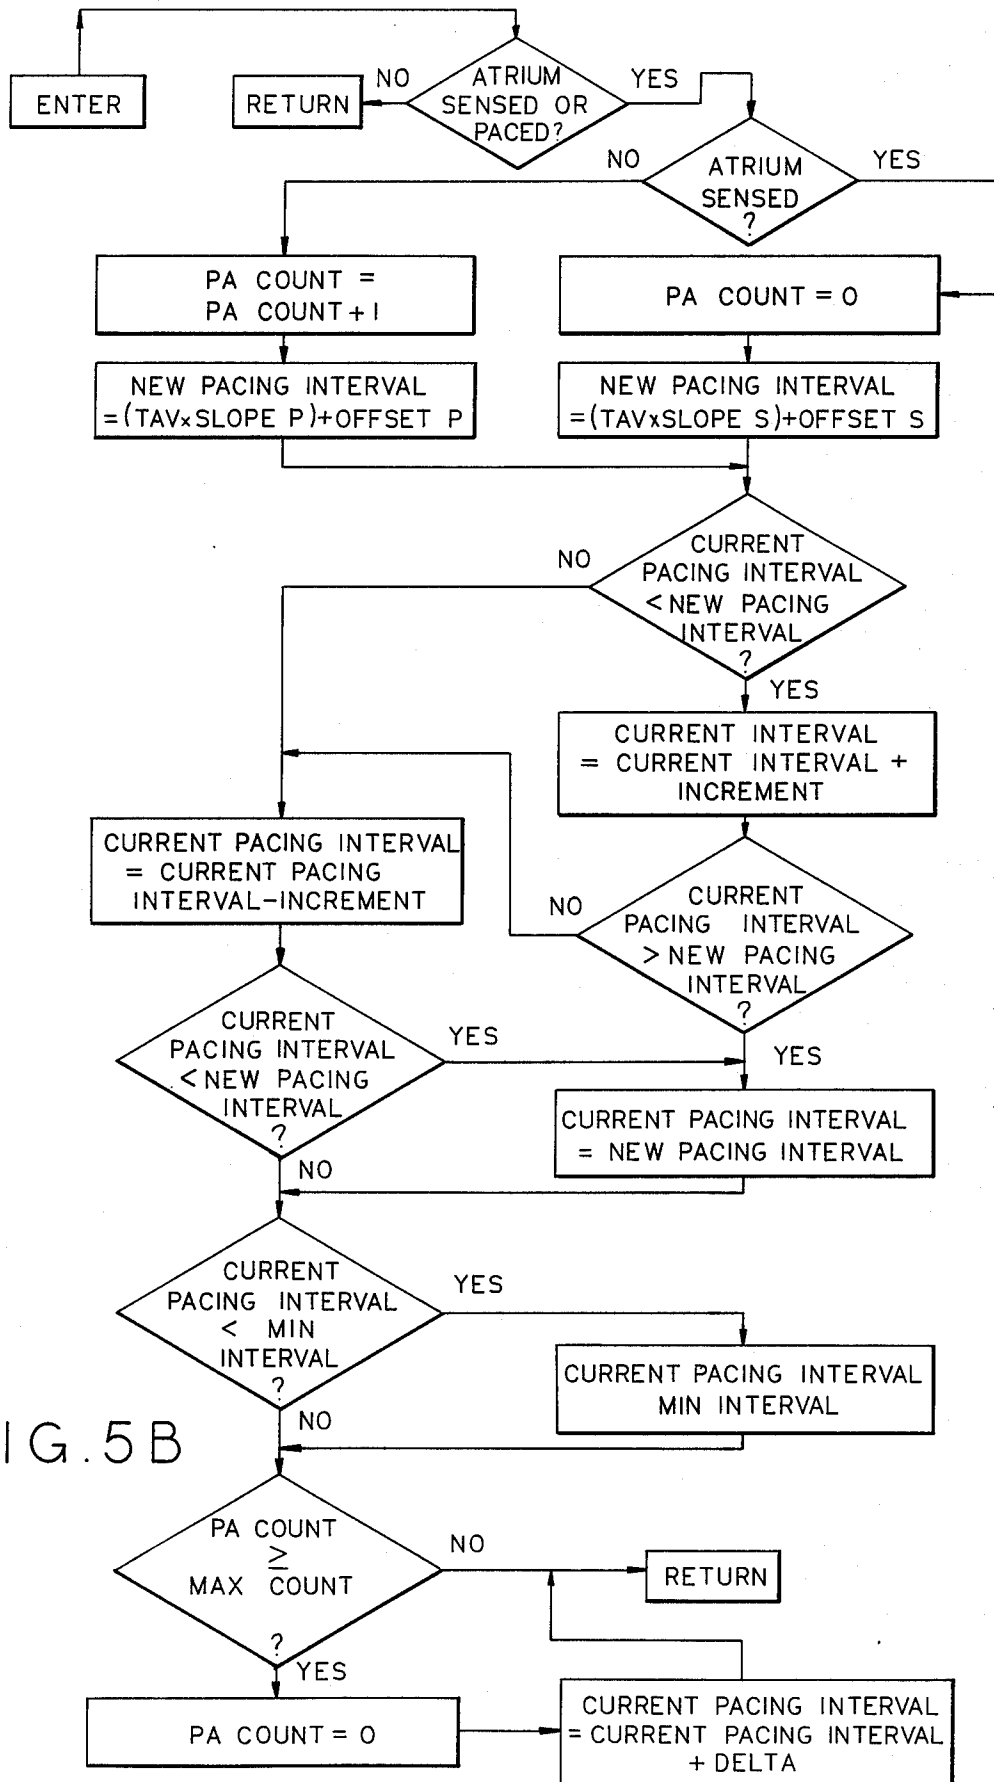 ENTER
RETURN
NO
ATRIUM
SENSED OR
PACED?
YES
NO
ATRIUM
SENSED
?
YES
PA COUNT =
PA COUNT+1
PA COUNT = 0
NEW PACING INTERVAL
=(TAVxSLOPE P)+OFFSET P
NEW PACING INTERVAL
=(TAVxSLOPE S)+OFFSET S
NO
CURRENT
PACING INTERVAL
< NEW PACING
INTERVAL
?
YES
CURRENT INTERVAL
= CURRENT INTERVAL +
INCREMENT
CURRENT PACING INTERVAL
= CURRENT PACING
INTERVAL-INCREMENT
NO
CURRENT
PACING INTERVAL
> NEW PACING
INTERVAL
?
YES
CURRENT
PACING INTERVAL
< NEW PACING
INTERVAL
?
YES
NO
CURRENT PACING INTERVAL
= NEW PACING INTERVAL
CURRENT
PACING INTERVAL
< MIN
INTERVAL
?
YES
NO
CURRENT PACING INTERVAL
MIN INTERVAL
IG.5B
PA COUNT
≥
MAX COUNT
?
NO
RETURN
YES
PA COUNT = 0
CURRENT PACING INTERVAL
= CURRENT PACING INTERVAL
+ DELTA